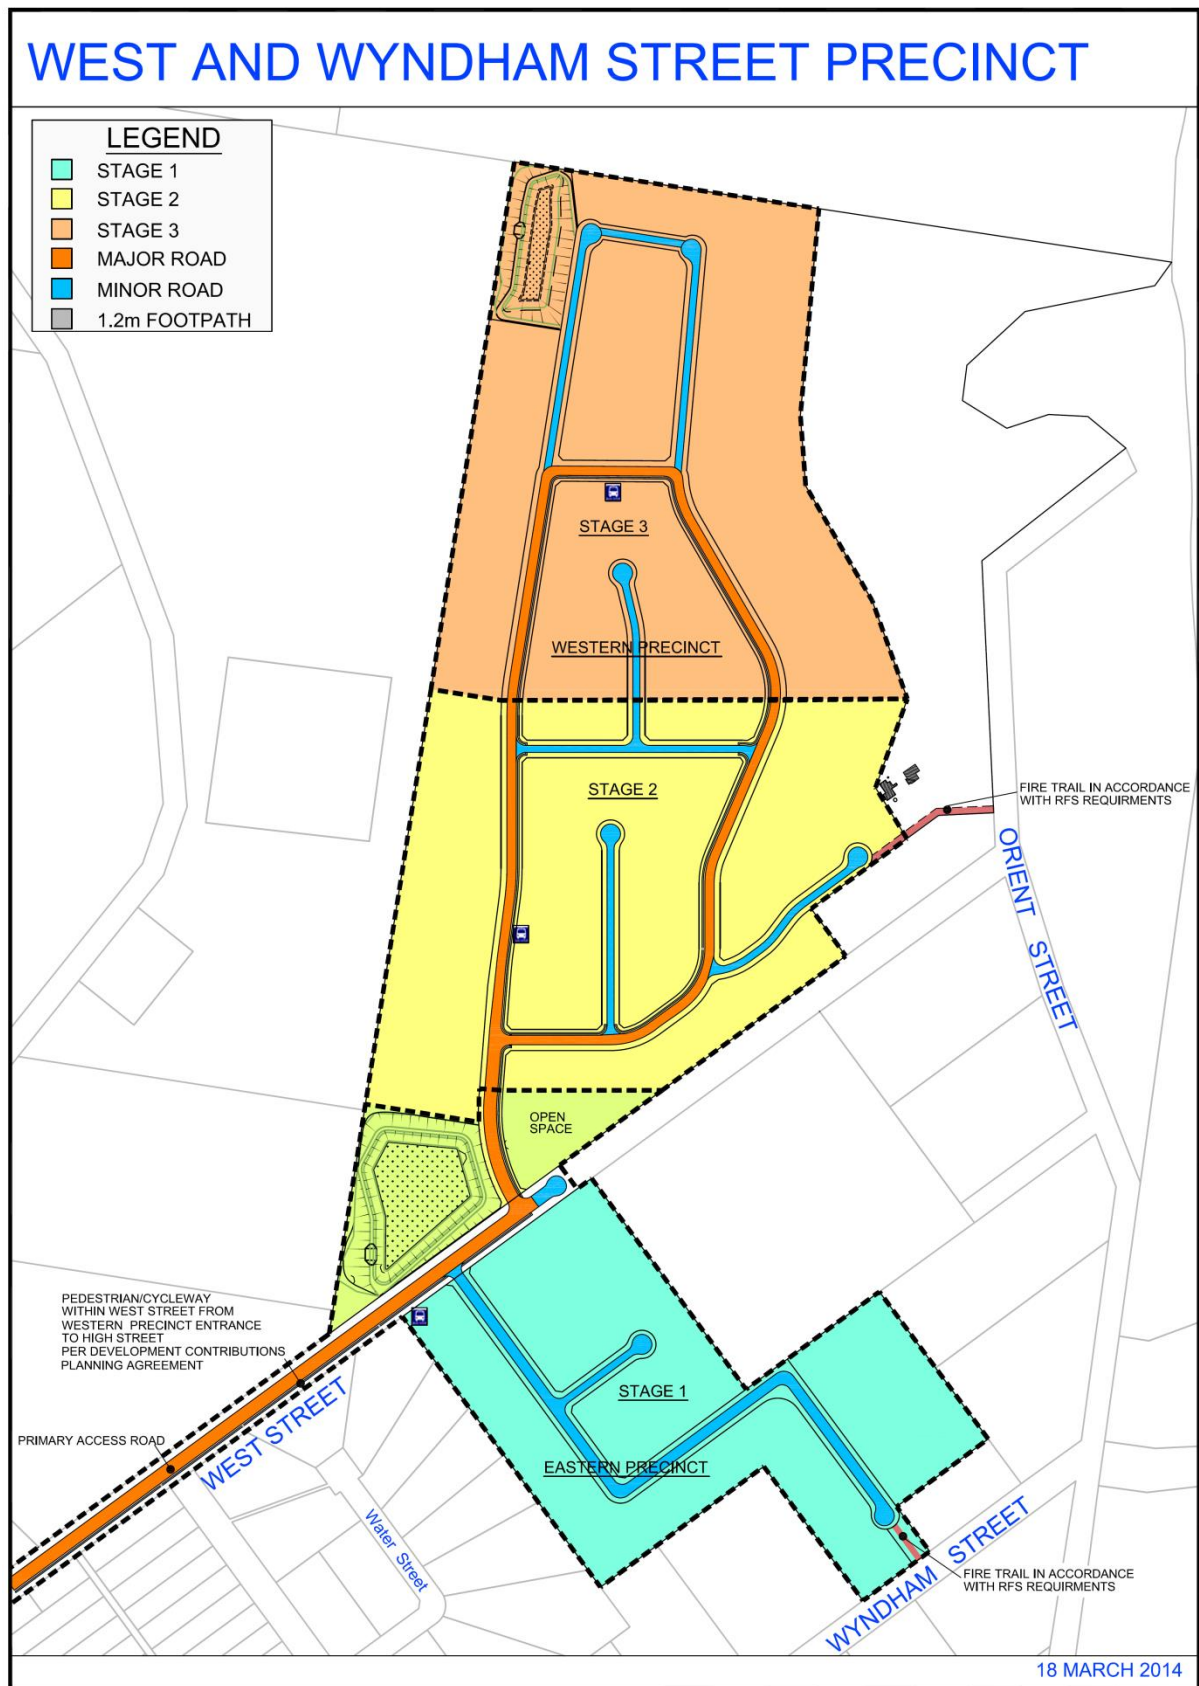 WEST AND WYNDHAM STREET PRECINCT
LEGEND
STAGE 1
STAGE 2
STAGE 3
MAJOR ROAD
MINOR ROAD
1.2m FOOTPATH
STAGE 3
WESTERN PRECINCT
STAGE 2
FIRE TRAIL IN ACCORDANCE
WITH RFS REQUIRMENTS
ORIENT STREET
OPEN
SPACE
PEDESTRIAN/CYCLEWAY
WITHIN WEST STREET FROM
WESTERN PRECINCT ENTRANCE
TO HIGH STREET
PER DEVELOPMENT CONTRIBUTIONS
PLANNING AGREEMENT
STAGE 1
WEST STREET
PRIMARY ACCESS ROAD
EASTERN PRECINCT
Water Street
WYNDHAM STREET
FIRE TRAIL IN ACCORDANCE
WITH RFS REQUIRMENTS
18 MARCH 2014